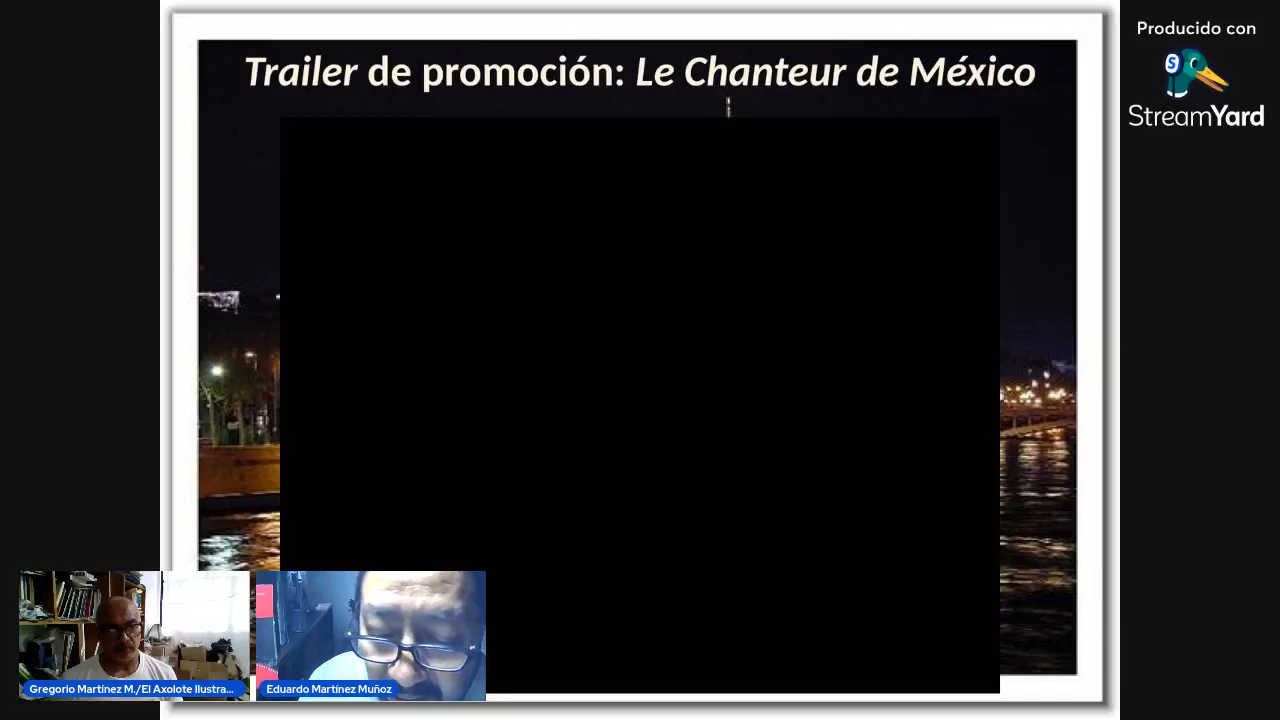 Trailer de promoción: Le Chanteur de México
Producido con
StreamYard
Gregorio Martínez M./El Axolote Ilustra...
Eduardo Martínez Muñoz